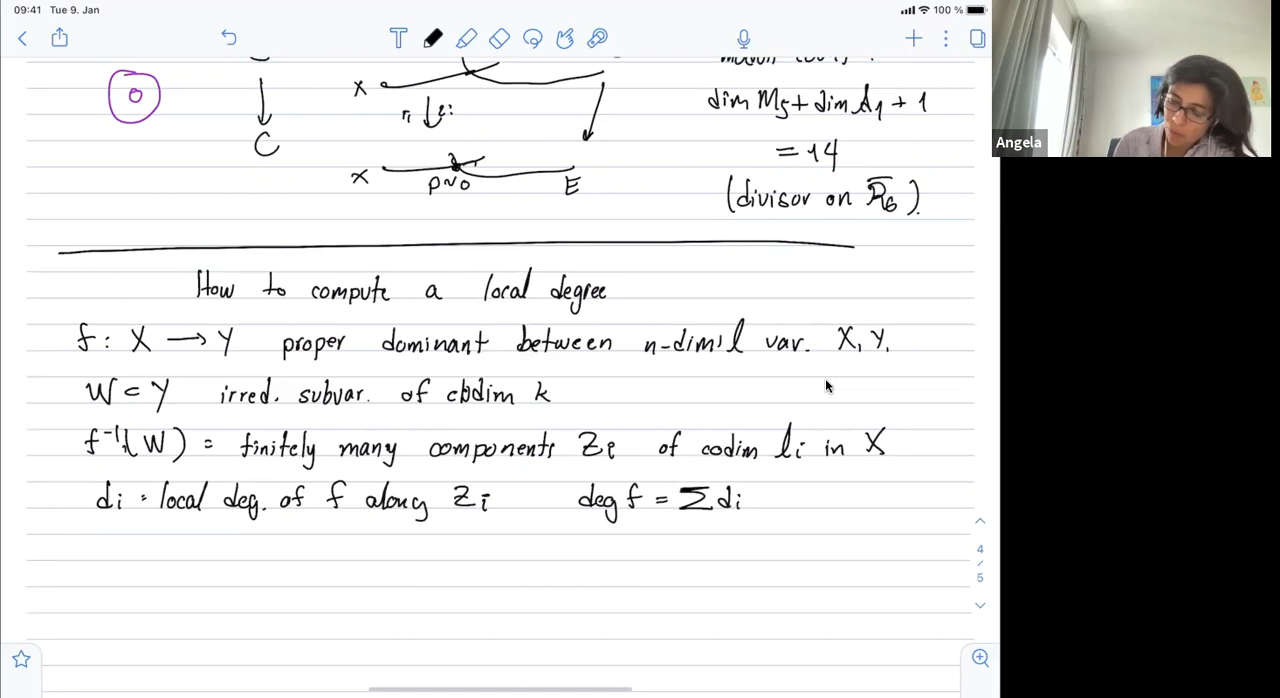 09:41 Tue 9. Jan
100 %
T
dim M5 + dim A1 + 1
X
C
= 14
X
p~0
E
(divisor on R̅6).
Angela
How to compute a local degree
f : X → Y proper dominant between n-dim'l var. X, Y.
W ⊂ Y irred. subvar. of codim k
f⁻¹(W) = finitely many components Zi of codim li in X
di = local deg. of f along Zi deg f = Σ di
4
/
5